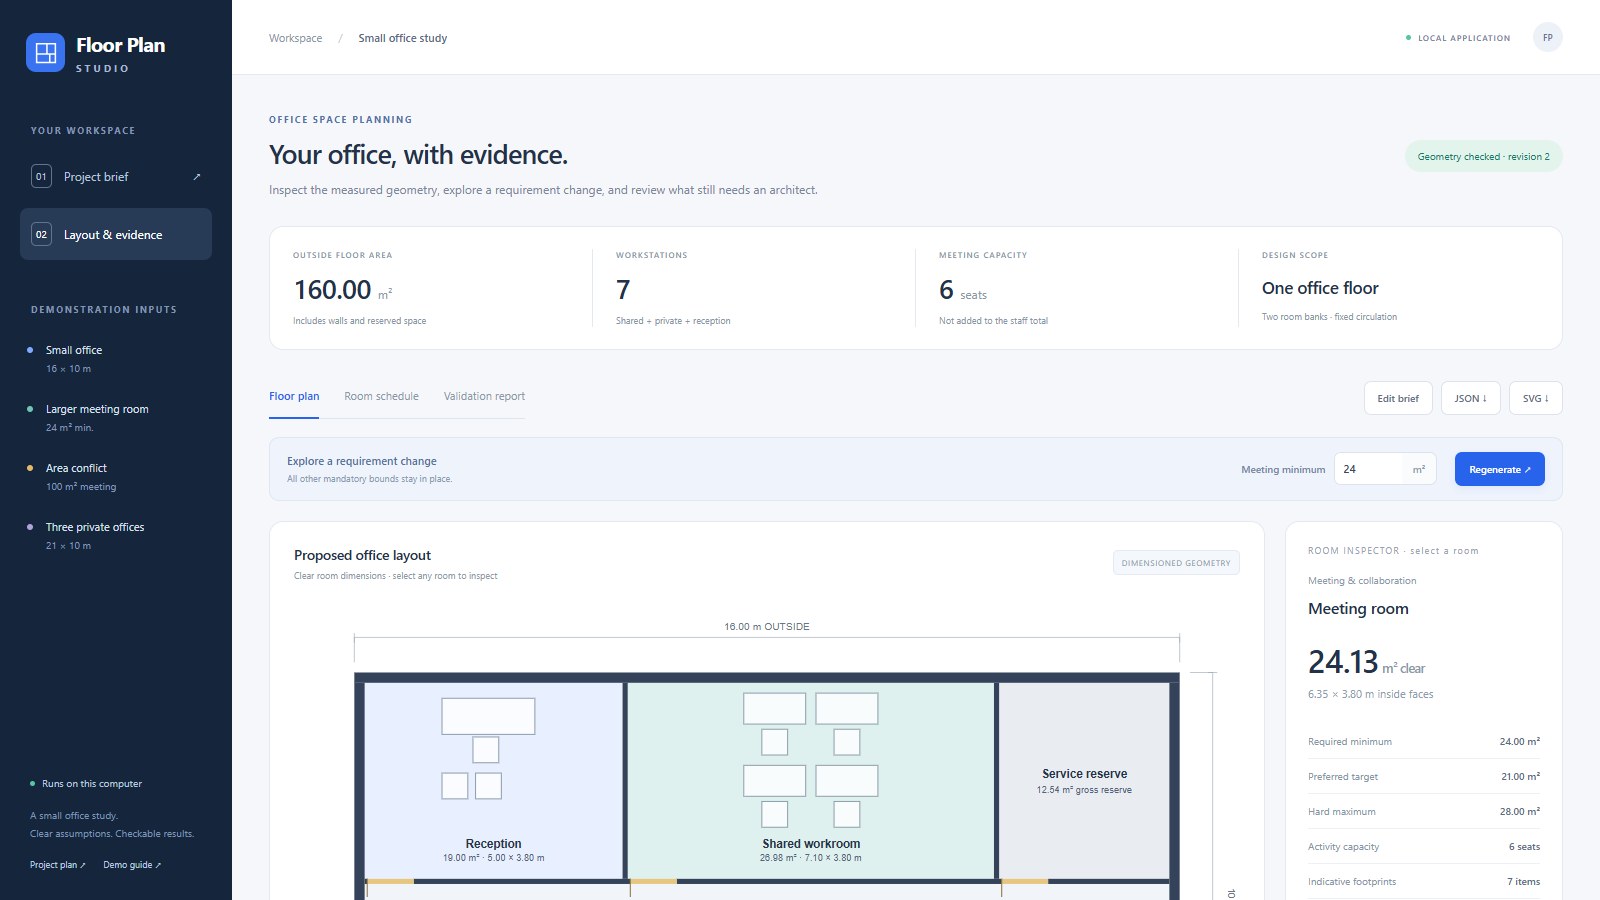 Floor Plan
STUDIO
YOUR WORKSPACE
01 Project brief ↗
02 Layout & evidence
DEMONSTRATION INPUTS
Small office
16 × 10 m
Larger meeting room
24 m² min.
Area conflict
100 m² meeting
Three private offices
21 × 10 m
Runs on this computer
A small office study.
Clear assumptions. Checkable results.
Project plan ↗ Demo guide ↗
Workspace / Small office study
LOCAL APPLICATION FP
OFFICE SPACE PLANNING
Your office, with evidence.
Geometry checked · revision 2
Inspect the measured geometry, explore a requirement change, and review what still needs an architect.
OUTSIDE FLOOR AREA
160.00 m²
Includes walls and reserved space
WORKSTATIONS
7
Shared + private + reception
MEETING CAPACITY
6 seats
Not added to the staff total
DESIGN SCOPE
One office floor
Two room banks · fixed circulation
Floor plan Room schedule Validation report
Edit brief JSON ↓ SVG ↓
Explore a requirement change
All other mandatory bounds stay in place.
Meeting minimum 24 m² Regenerate ↗
Proposed office layout
Clear room dimensions · select any room to inspect
DIMENSIONED GEOMETRY
16.00 m OUTSIDE
Reception
19.00 m² · 5.00 × 3.80 m
Shared workroom
26.98 m² · 7.10 × 3.80 m
Service reserve
12.54 m² gross reserve
10
ROOM INSPECTOR · select a room
Meeting & collaboration
Meeting room
24.13 m² clear
6.35 × 3.80 m inside faces
Required minimum 24.00 m²
Preferred target 21.00 m²
Hard maximum 28.00 m²
Activity capacity 6 seats
Indicative footprints 7 items